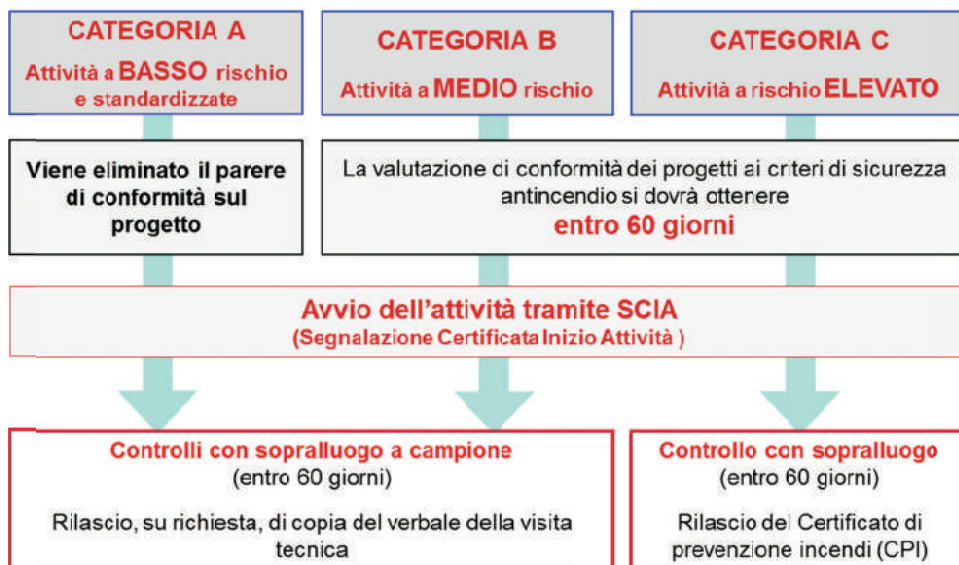 CATEGORIA A
Attività a BASSO rischio
e standardizzate
CATEGORIA B
Attività a MEDIO rischio
CATEGORIA C
Attività a rischio ELEVATO
Viene eliminato il parere
di conformità sul
progetto
La valutazione di conformità dei progetti ai criteri di sicurezza
antincendio si dovrà ottenere
entro 60 giorni
Avvio dell'attività tramite SCIA
(Segnalazione Certificata Inizio Attività )
Controlli con sopralluogo a campione
(entro 60 giorni)
Rilascio, su richiesta, di copia del verbale della visita
tecnica
Controllo con sopralluogo
(entro 60 giorni)
Rilascio del Certificato di
prevenzione incendi (CPI)